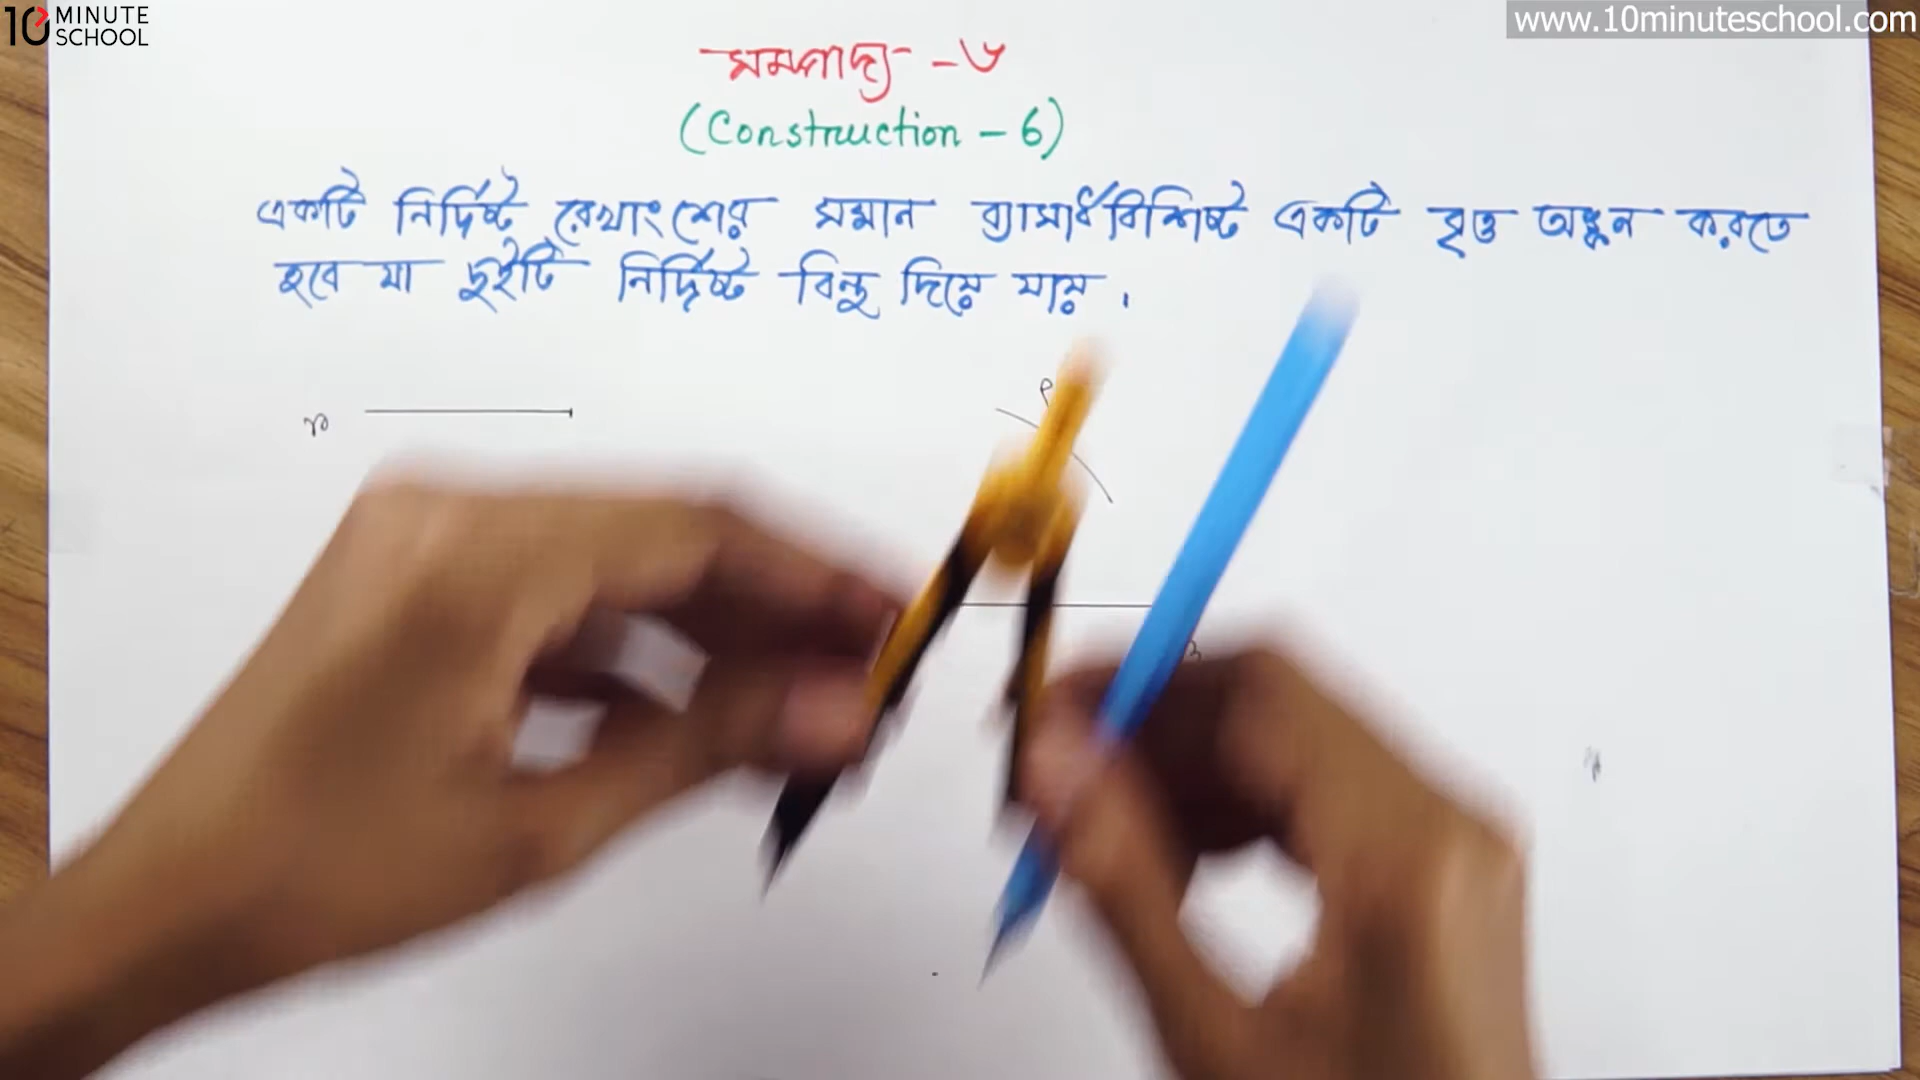 10 MINUTE SCHOOL
www.10minuteschool.com
সম্পাদ্য - ৬
(Construction - 6)
একটি নির্দিষ্ট রেখাংশের সমান ব্যাসার্ধবিশিষ্ট একটি বৃত্ত অঙ্কন করতে
হবে যা দুইটি নির্দিষ্ট বিন্দু দিয়ে যায়।
P
r
B